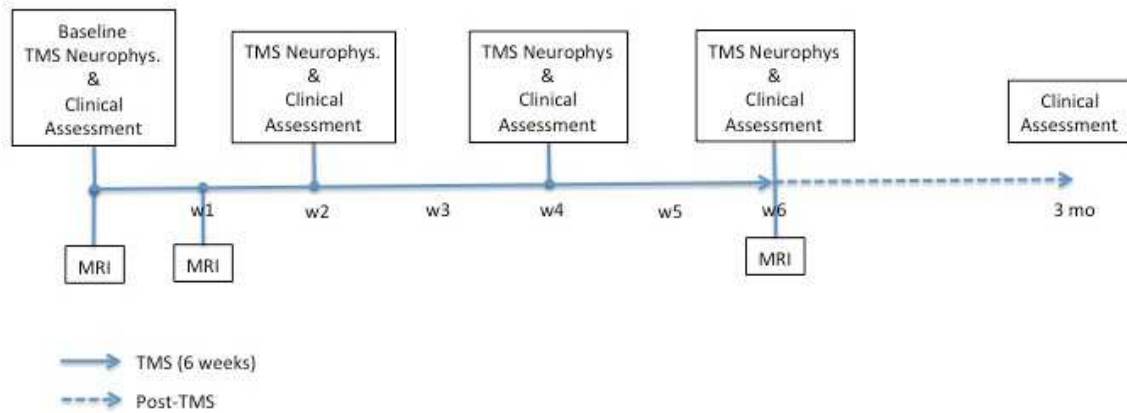 Baseline
TMS Neurophys.
&
Clinical
Assessment
TMS Neurophys.
&
Clinical
Assessment
TMS Neurophys
&
Clinical
Assessment
TMS Neurophys
&
Clinical
Assessment
Clinical
Assessment
w1
w2
w3
w4
w5
w6
3 mo
MRI
MRI
MRI
TMS (6 weeks)
Post-TMS